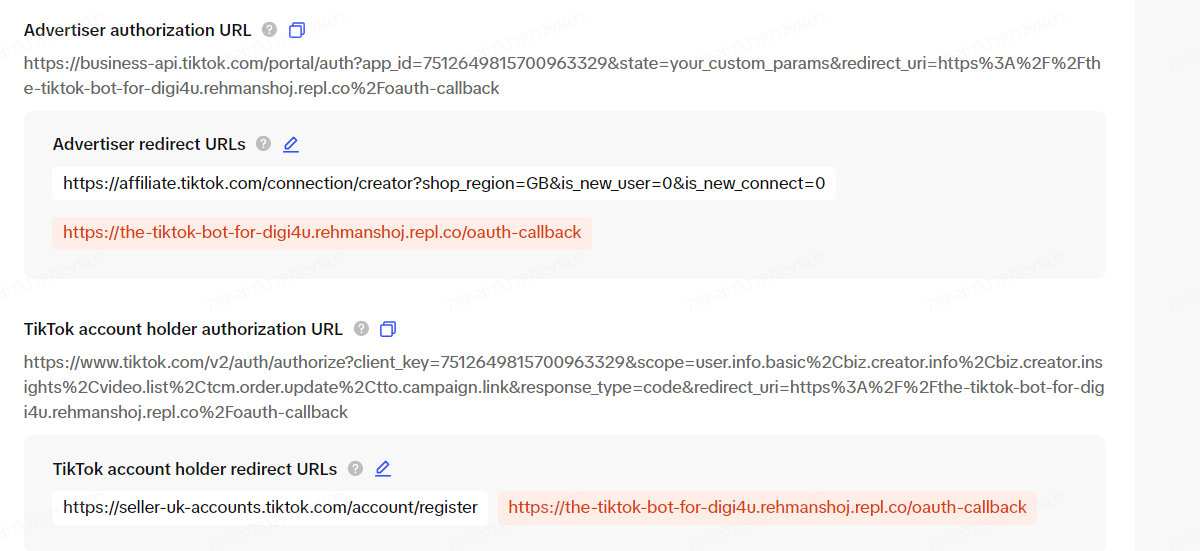 Advertiser authorization URL
https://business-api.tiktok.com/portal/auth?app_id=7512649815700963329&state=your_custom_params&redirect_uri=https%3A%2F%2Fth
e-tiktok-bot-for-digi4u.rehmanshoj.repl.co%2Foauth-callback
Advertiser redirect URLs
https://affiliate.tiktok.com/connection/creator?shop_region=GB&is_new_user=0&is_new_connect=0
https://the-tiktok-bot-for-digi4u.rehmanshoj.repl.co/oauth-callback
TikTok account holder authorization URL
https://www.tiktok.com/v2/auth/authorize?client_key=7512649815700963329&scope=user.info.basic%2Cbiz.creator.info%2Cbiz.creator.ins
ights%2Cvideo.list%2Ctcm.order.update%2Ctto.campaign.link&response_type=code&redirect_uri=https%3A%2F%2Fthe-tiktok-bot-for-dig
i4u.rehmanshoj.repl.co%2Foauth-callback
TikTok account holder redirect URLs
https://seller-uk-accounts.tiktok.com/account/register https://the-tiktok-bot-for-digi4u.rehmanshoj.repl.co/oauth-callback